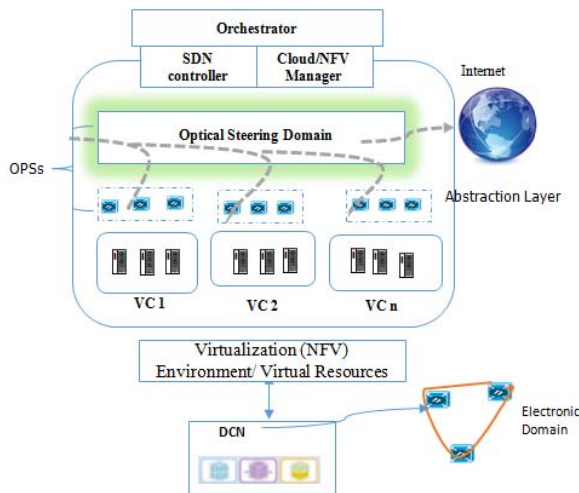 Orchestrator
SDN
controller
Cloud/NFV
Manager
Internet
Optical Steering Domain
OPSs
Abstraction Layer
VC 1
VC 2
VC n
Virtualization (NFV)
Environment/ Virtual Resources
DCN
Electronic
Domain